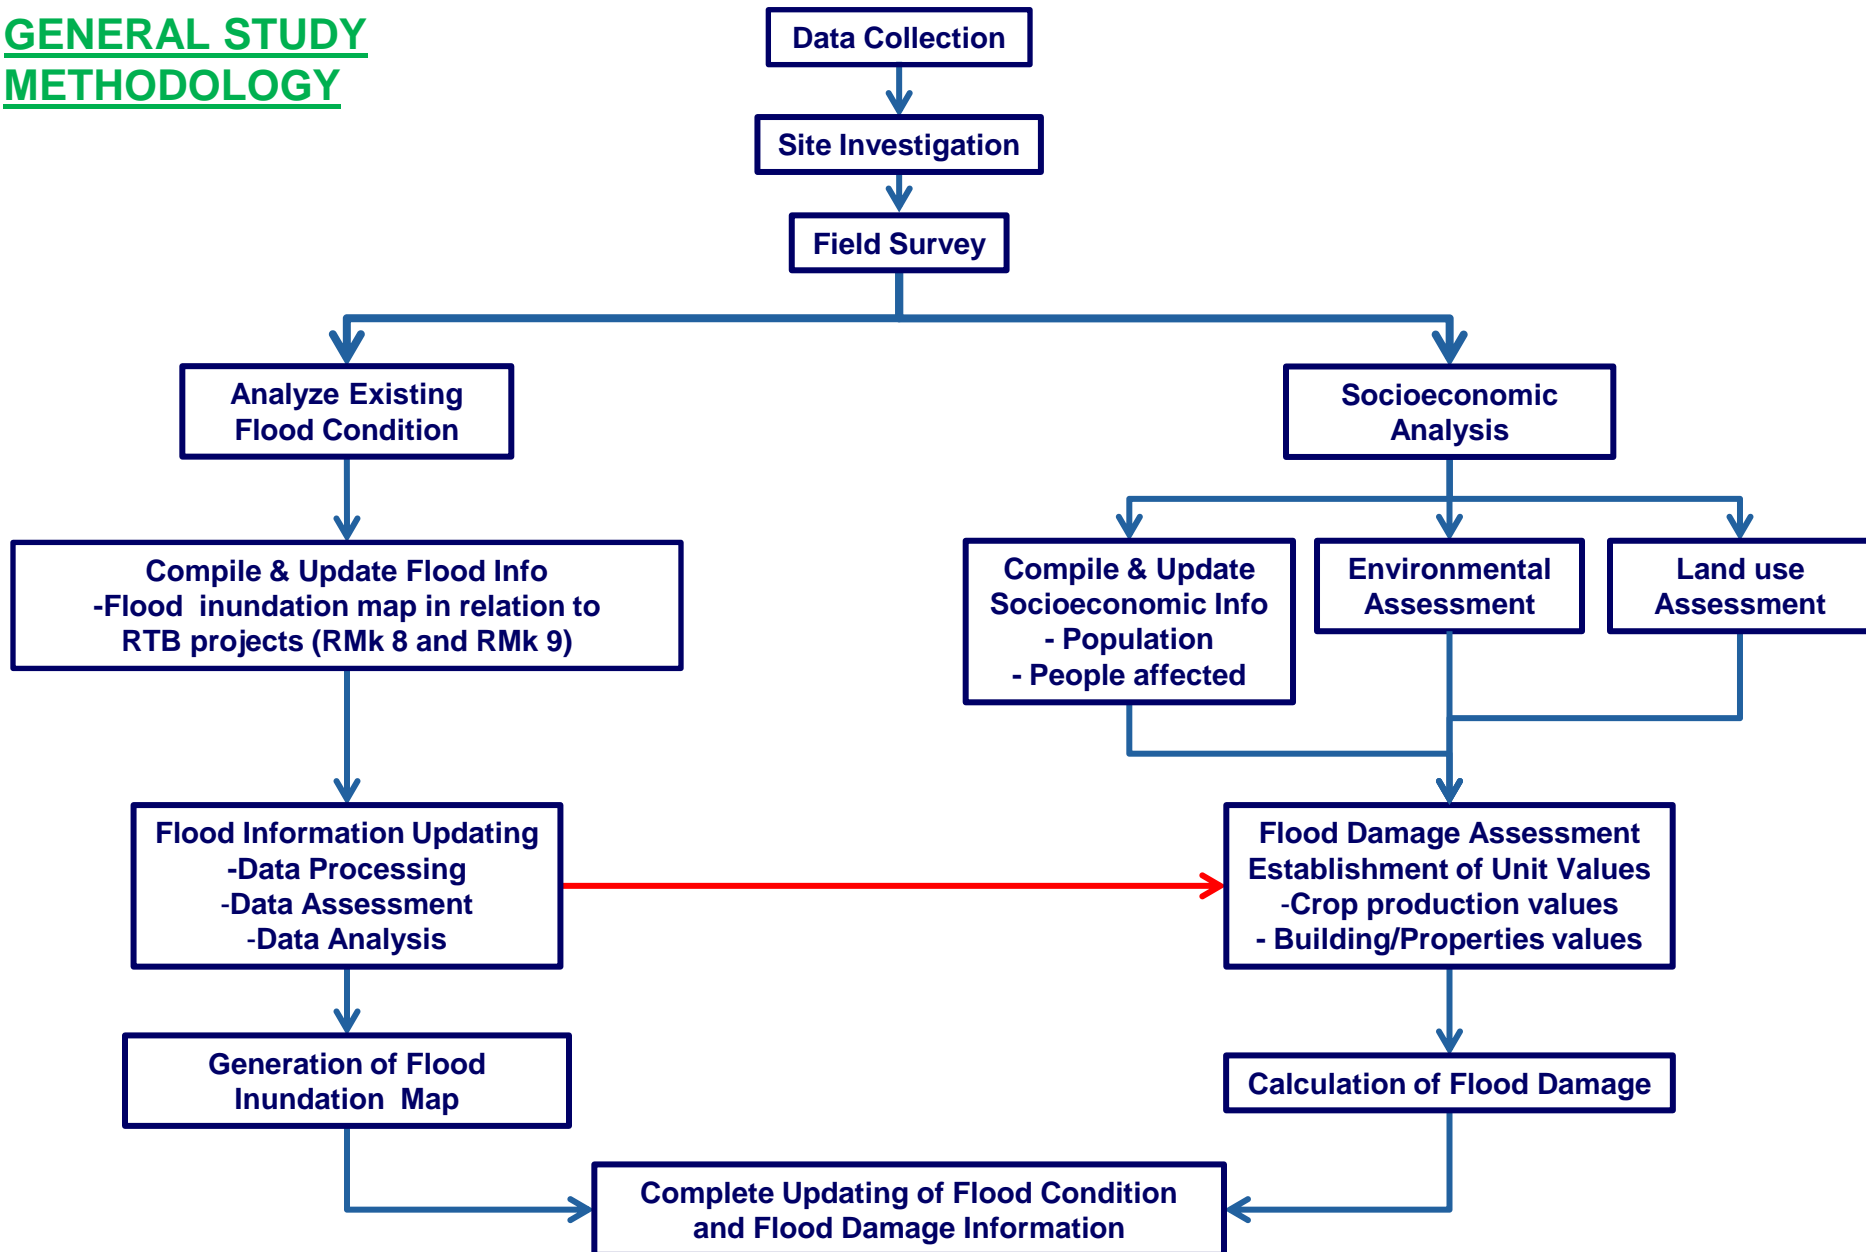 GENERAL STUDY
METHODOLOGY
Data Collection
Site Investigation
Field Survey
Analyze Existing
Flood Condition
Socioeconomic
Analysis
Compile & Update Flood Info
-Flood inundation map in relation to
RTB projects (RMk 8 and RMk 9)
Compile & Update
Socioeconomic Info
- Population
- People affected
Environmental
Assessment
Land use
Assessment
Flood Information Updating
-Data Processing
-Data Assessment
-Data Analysis
Flood Damage Assessment
Establishment of Unit Values
-Crop production values
- Building/Properties values
Generation of Flood
Inundation Map
Calculation of Flood Damage
Complete Updating of Flood Condition
and Flood Damage Information